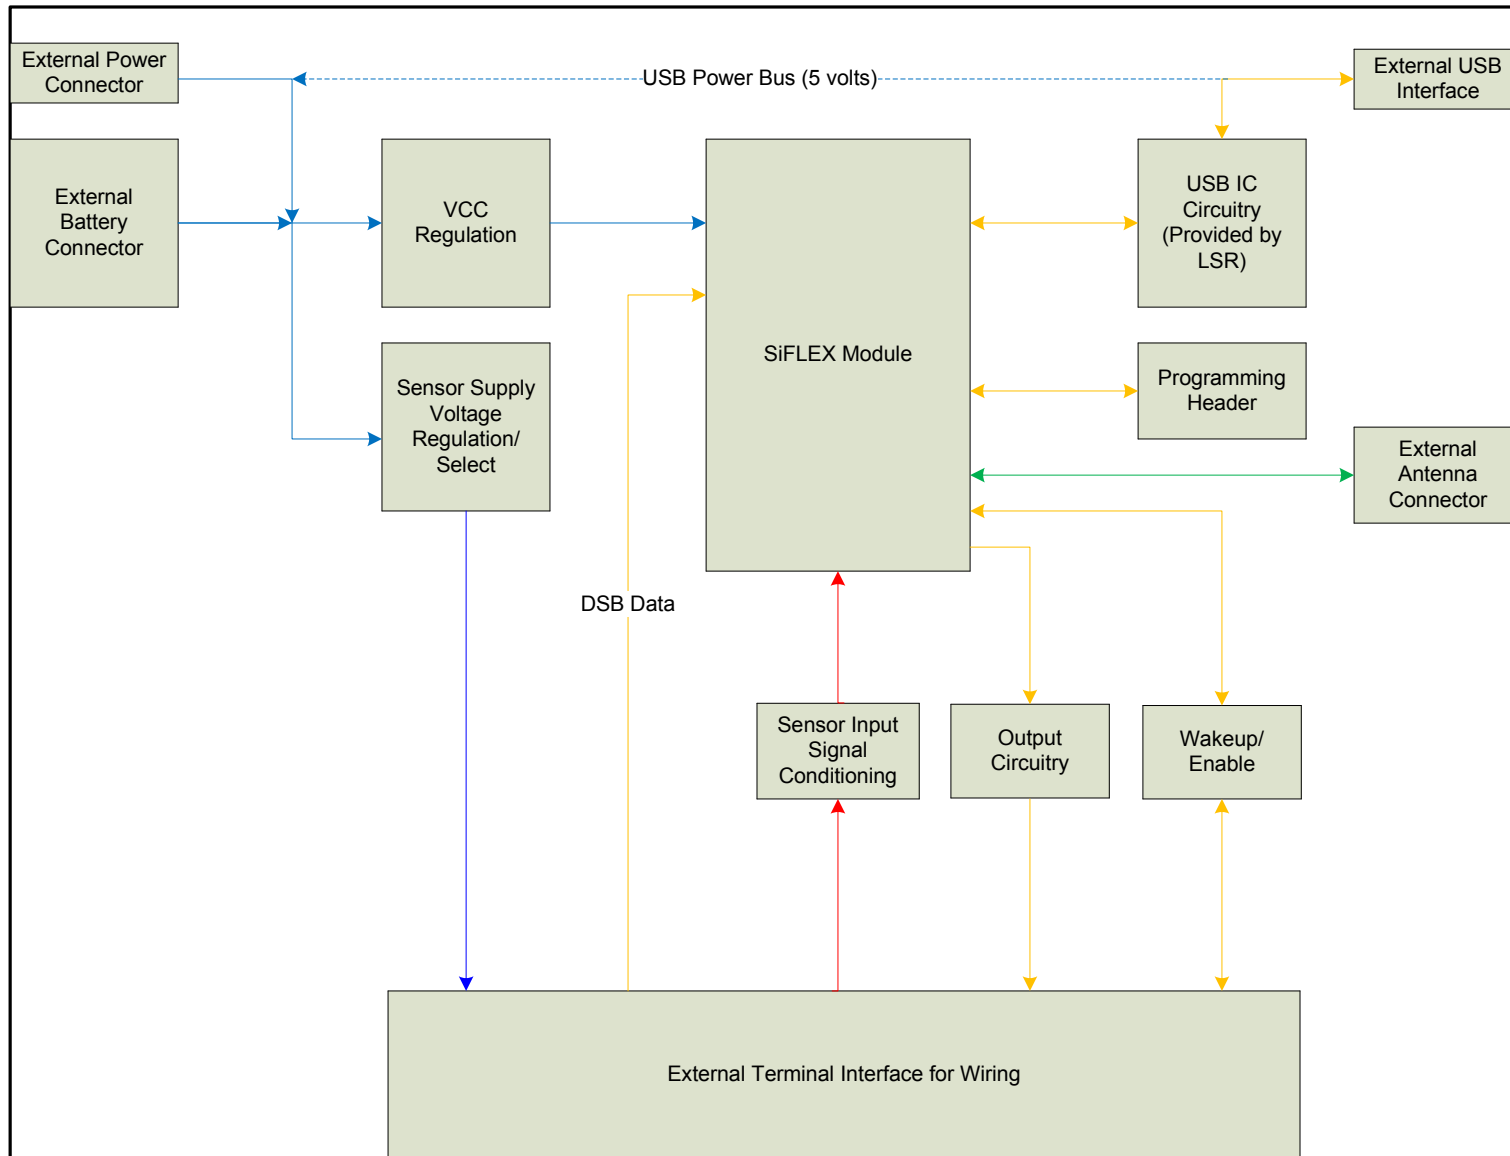 External Power
Connector
USB Power Bus (5 volts)
External USB
Interface
External
Battery
Connector
VCC
Regulation
SiFLEX Module
USB IC
Circuitry
(Provided by
LSR)
Sensor Supply
Voltage
Regulation/
Select
Programming
Header
External
Antenna
Connector
DSB Data
Sensor Input
Signal
Conditioning
Output
Circuitry
Wakeup/
Enable
External Terminal Interface for Wiring